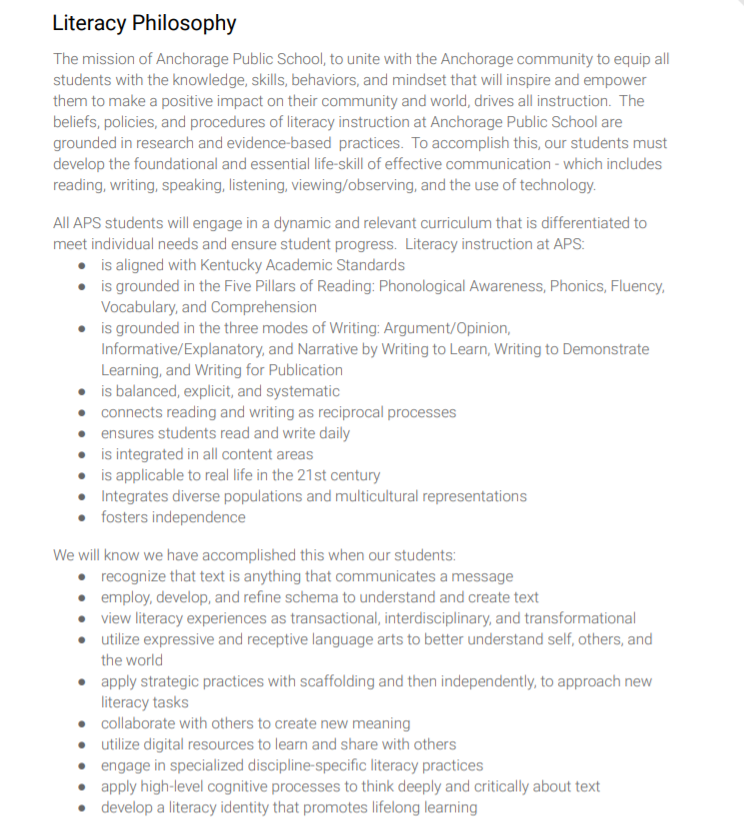 Literacy Philosophy
The mission of Anchorage Public School, to unite with the Anchorage community to equip all
students with the knowledge, skills, behaviors, and mindset that will inspire and empower
them to make a positive impact on their community and world, drives all instruction.  The
beliefs, policies, and procedures of literacy instruction at Anchorage Public School are
grounded in research and evidence-based  practices.  To accomplish this, our students must
develop the foundational and essential life-skill of effective communication - which includes
reading, writing, speaking, listening, viewing/observing, and the use of technology.
All APS students will engage in a dynamic and relevant curriculum that is differentiated to
meet individual needs and ensure student progress.  Literacy instruction at APS:
● is aligned with Kentucky Academic Standards
● is grounded in the Five Pillars of Reading: Phonological Awareness, Phonics, Fluency,
Vocabulary, and Comprehension
● is grounded in the three modes of Writing: Argument/Opinion,
Informative/Explanatory, and Narrative by Writing to Learn, Writing to Demonstrate
Learning, and Writing for Publication
● is balanced, explicit, and systematic
● connects reading and writing as reciprocal processes
● ensures students read and write daily
● is integrated in all content areas
● is applicable to real life in the 21st century
● Integrates diverse populations and multicultural representations
● fosters independence
We will know we have accomplished this when our students:
● recognize that text is anything that communicates a message
● employ, develop, and refine schema to understand and create text
● view literacy experiences as transactional, interdisciplinary, and transformational
● utilize expressive and receptive language arts to better understand self, others, and
the world
● apply strategic practices with scaffolding and then independently, to approach new
literacy tasks
● collaborate with others to create new meaning
● utilize digital resources to learn and share with others
● engage in specialized discipline-specific literacy practices
● apply high-level cognitive processes to think deeply and critically about text
● develop a literacy identity that promotes lifelong learning